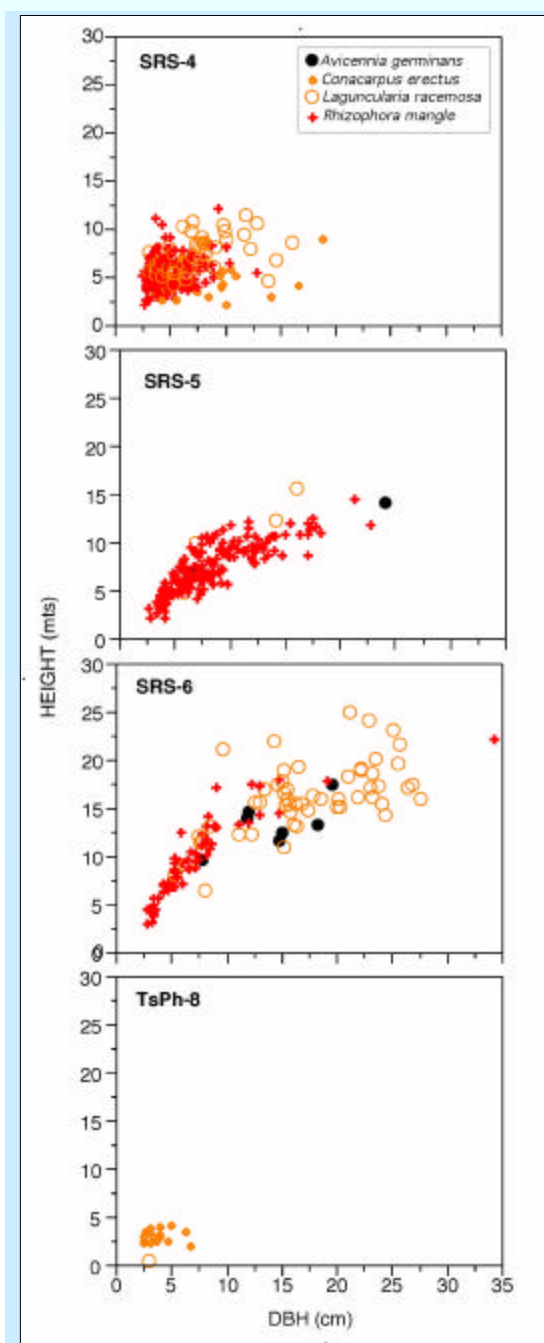 30
25
20
15
10
5
0
SRS-4
Avicennia germinans
Conacarpus erectus
Laguncularia racemosa
Rhizophora mangle
30
25
20
15
10
5
0
SRS-5
HEIGHT (mts)
30
25
20
15
10
5
0
SRS-6
30
25
20
15
10
5
0
TsPh-8
0 5 10 15 20 25 30 35
DBH (cm)